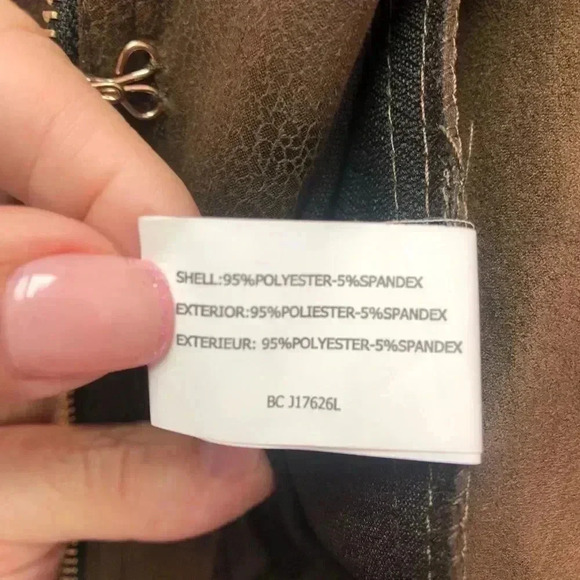 SHELL:95%POLYESTER-5%SPANDEX
EXTERIOR:95%POLIESTER-5%SPANDEX
EXTERIEUR: 95%POLYESTER-5%SPANDEX
BC J17626L